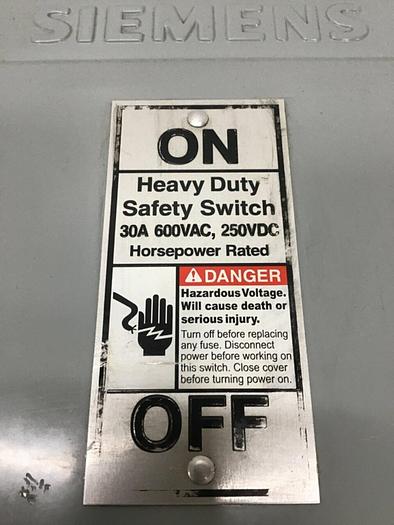 SIEMENS
ON
Heavy Duty
Safety Switch
30A 600VAC, 250VDC
Horsepower Rated
DANGER
Hazardous Voltage.
Will cause death or
serious injury.
Turn off before replacing
any fuse. Disconnect
power before working on
this switch. Close cover
before turning power on.
OFF